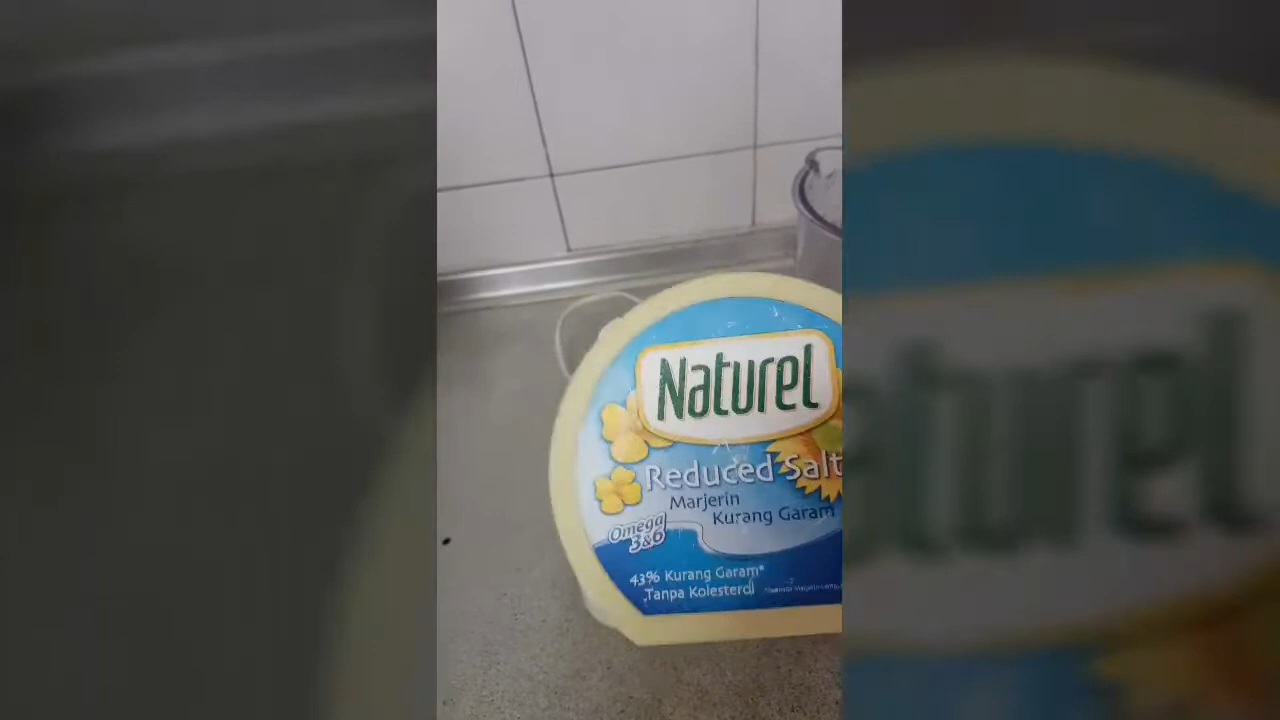 Naturel
Reduced Salt
Marjerin
Kurang Garam
Omega
3&6
43% Kurang Garam*
Tanpa Kolesterol